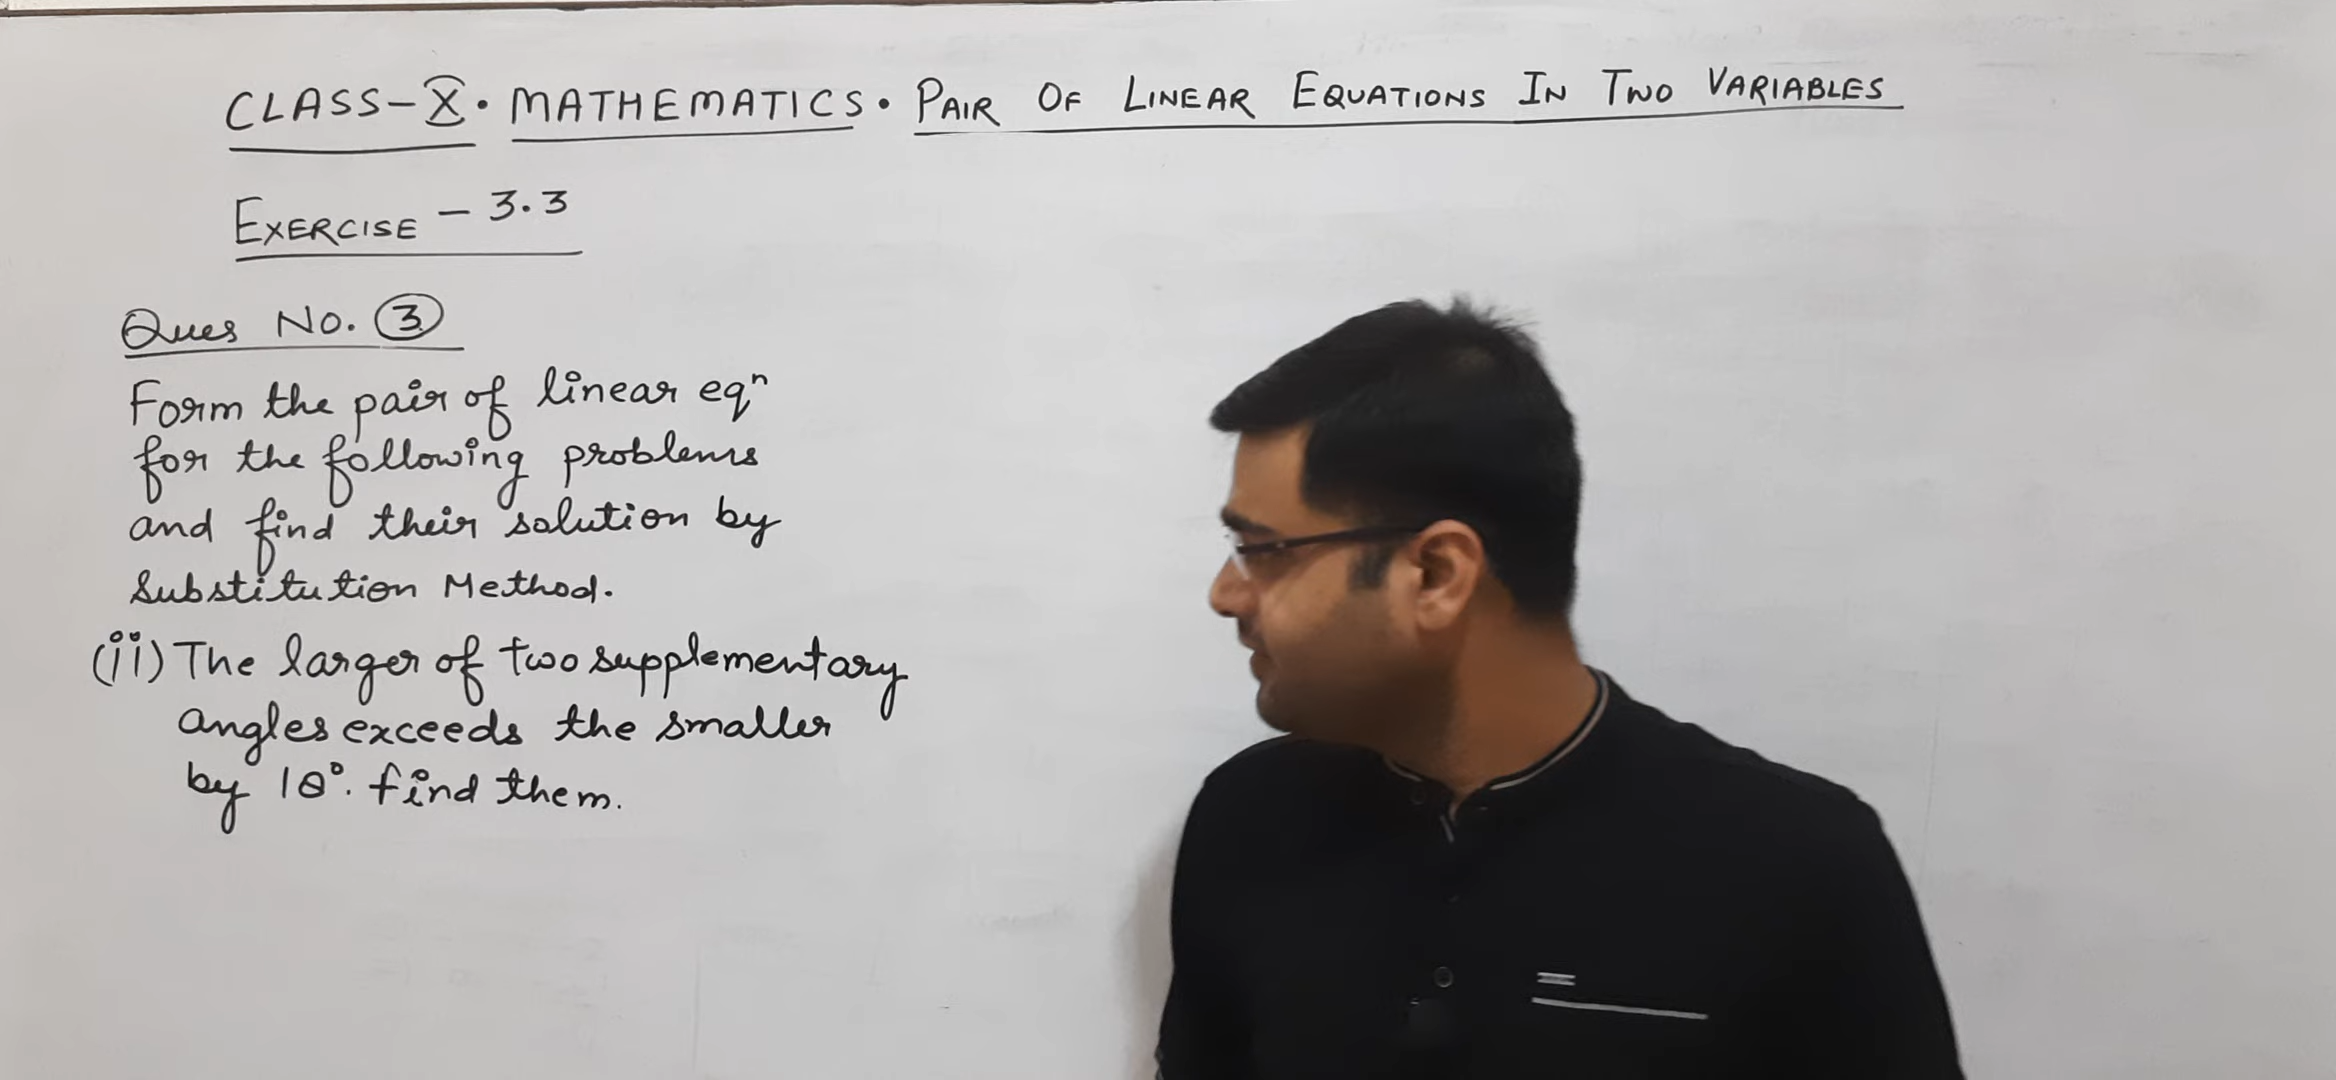 CLASS-X. MATHEMATICS. PAIR OF LINEAR EQUATIONS IN TWO VARIABLES
EXERCISE - 3.3
Ques No. 3
Form the pair of linear eqⁿ
for the following problems
and find their solution by
Substitution Method.
(ii) The larger of two supplementary
angles exceeds the smaller
by 18°. find them.